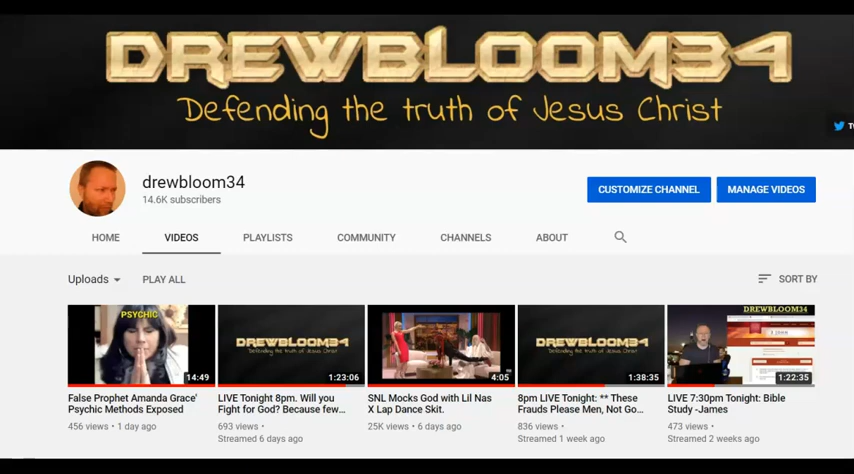 DREWBLOOM34
Defending the truth of Jesus Christ
drewbloom34
14.6K subscribers
CUSTOMIZE CHANNEL
MANAGE VIDEOS
HOME
VIDEOS
PLAYLISTS
COMMUNITY
CHANNELS
ABOUT
Uploads
PLAY ALL
SORT BY
PSYCHIC
14:49
False Prophet Amanda Grace'
Psychic Methods Exposed
456 views • 1 day ago
DREWBLOOM34
Defending the truth of Jesus Christ
1:23:06
LIVE Tonight 8pm. Will you
Fight for God? Because few...
693 views •
Streamed 6 days ago
4:05
SNL Mocks God with Lil Nas
X Lap Dance Skit.
25K views • 6 days ago
DREWBLOOM34
Defending the truth of Jesus Christ
1:38:35
8pm LIVE Tonight: ** These
Frauds Please Men, Not Go...
836 views •
Streamed 1 week ago
DREWBLOOM34
1:22:35
LIVE 7:30pm Tonight: Bible
Study -James
473 views •
Streamed 2 weeks ago